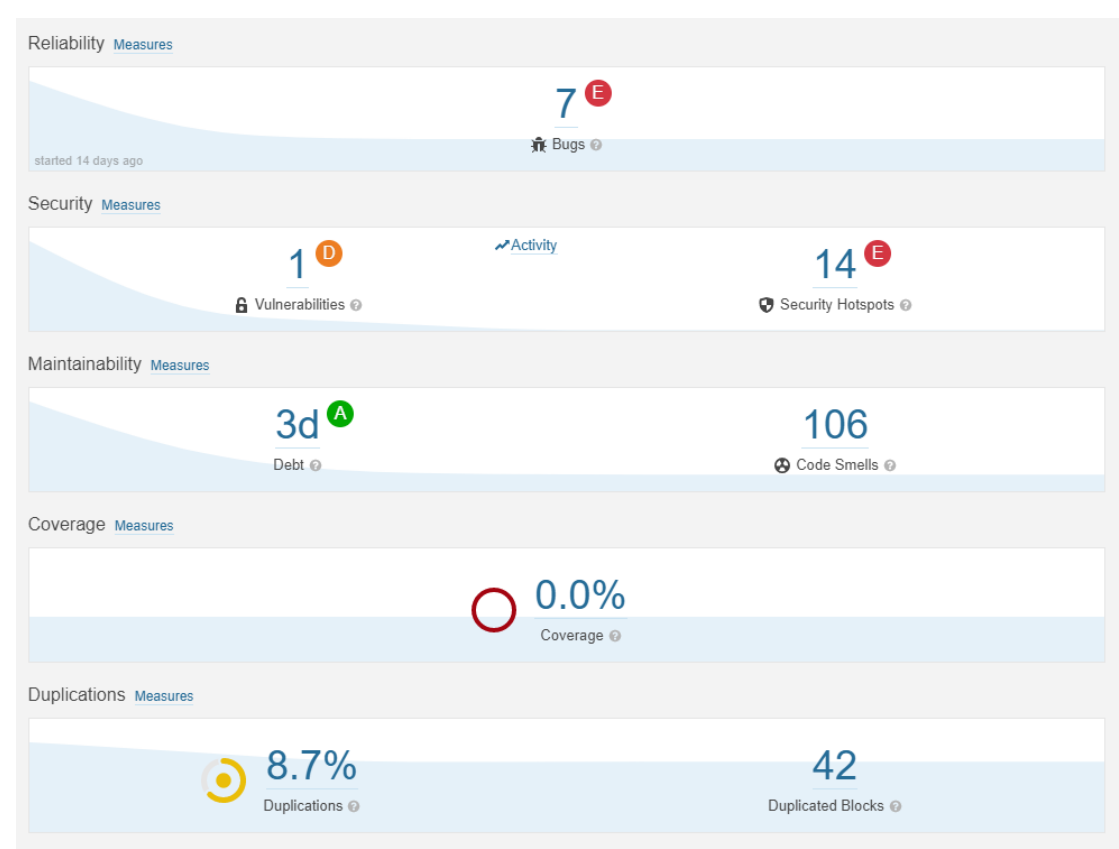 Reliability Measures
7 E
Bugs ?
started 14 days ago
Security Measures
1 D
Activity
14 E
Vulnerabilities ?
Security Hotspots ?
Maintainability Measures
3d A
106
Debt ?
Code Smells ?
Coverage Measures
0.0%
Coverage ?
Duplications Measures
8.7%
42
Duplications ?
Duplicated Blocks ?